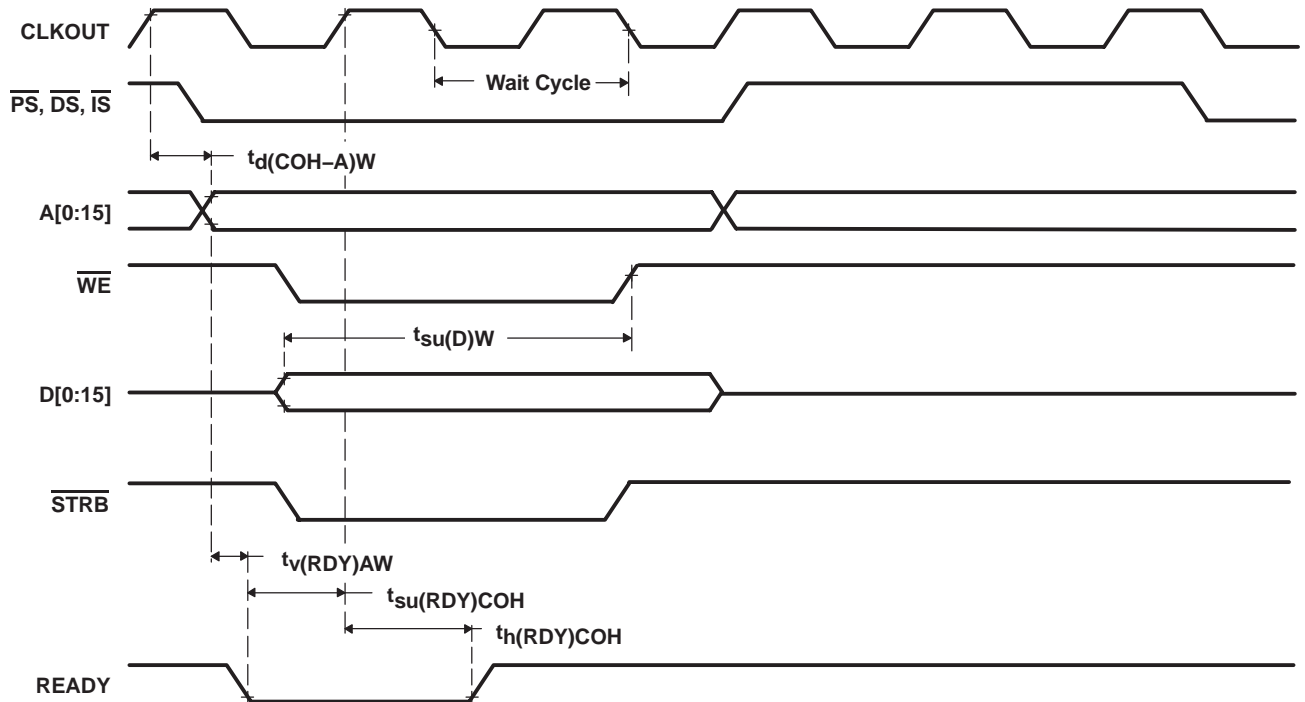 CLKOUT
Wait Cycle
PS, DS, IS
td(COH–A)W
A[0:15]
WE
tsu(D)W
D[0:15]
STRB
tv(RDY)AW
tsu(RDY)COH
th(RDY)COH
READY